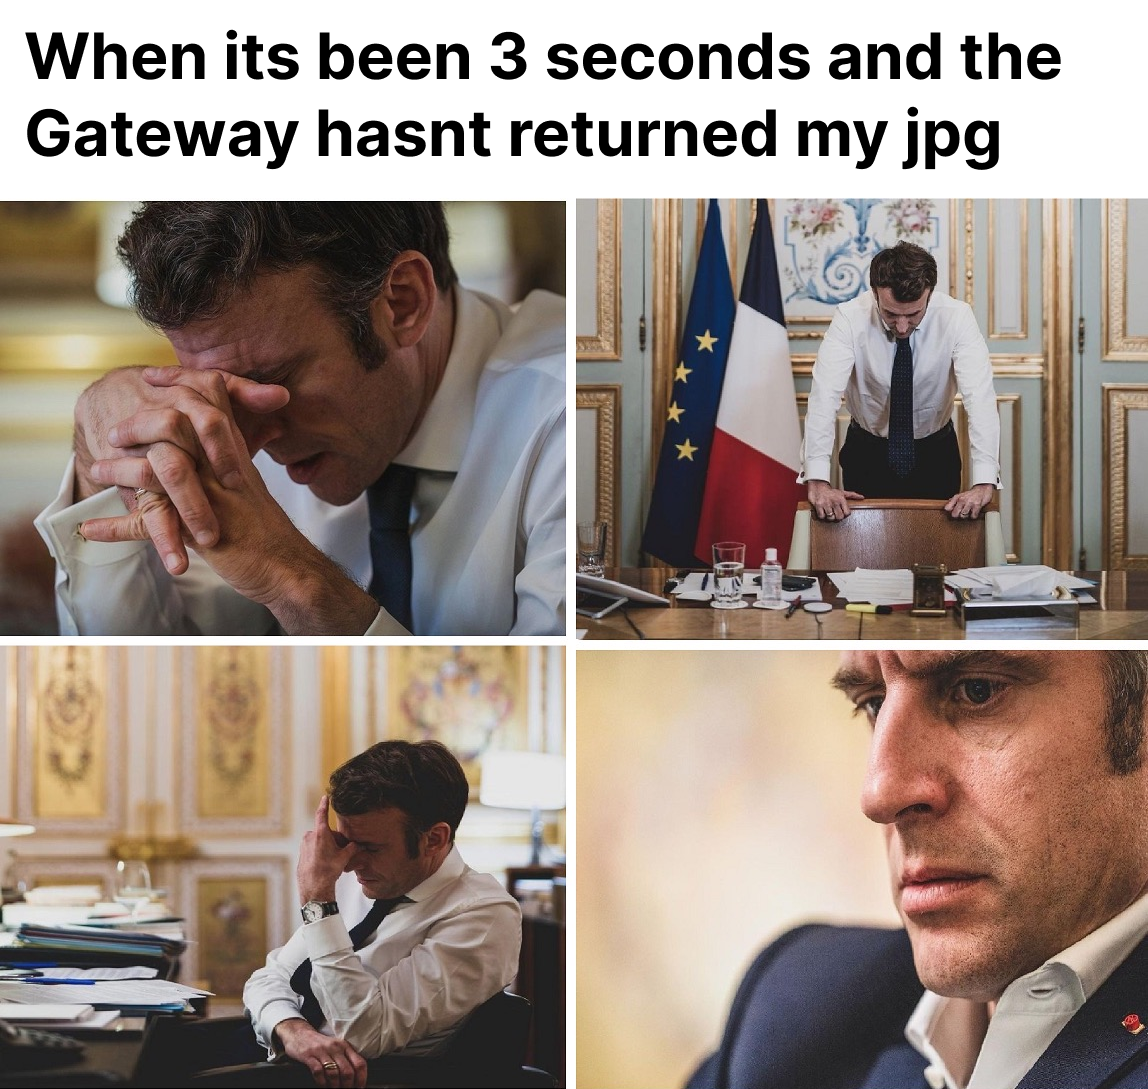 When its been 3 seconds and the
Gateway hasnt returned my jpg